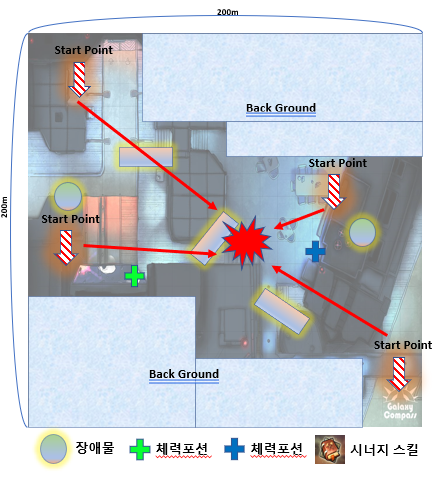 200m
Start Point
Back Ground
Start Point
200m
Start Point
Back Ground
Start Point
Galaxy
Compass
장애물
체력포션
체력포션
시너지 스킬